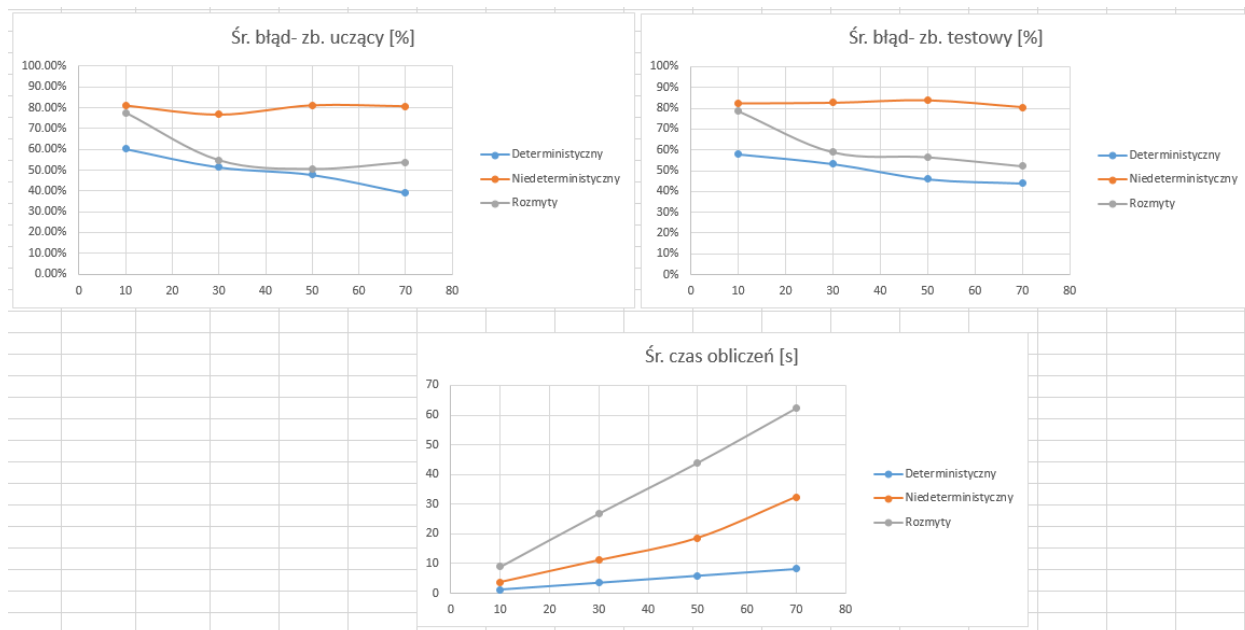 Śr. błąd- zb. uczący [%]
100.00%
90.00%
80.00%
70.00%
60.00%
50.00%
40.00%
30.00%
20.00%
10.00%
0.00%
0 10 20 30 40 50 60 70 80
Deterministyczny
Niedeterministyczny
Rozmyty
Śr. błąd- zb. testowy [%]
100%
90%
80%
70%
60%
50%
40%
30%
20%
10%
0%
0 10 20 30 40 50 60 70 80
Deterministyczny
Niedeterministyczny
Rozmyty
Śr. czas obliczeń [s]
70
60
50
40
30
20
10
0
0 10 20 30 40 50 60 70 80
Deterministyczny
Niedeterministyczny
Rozmyty